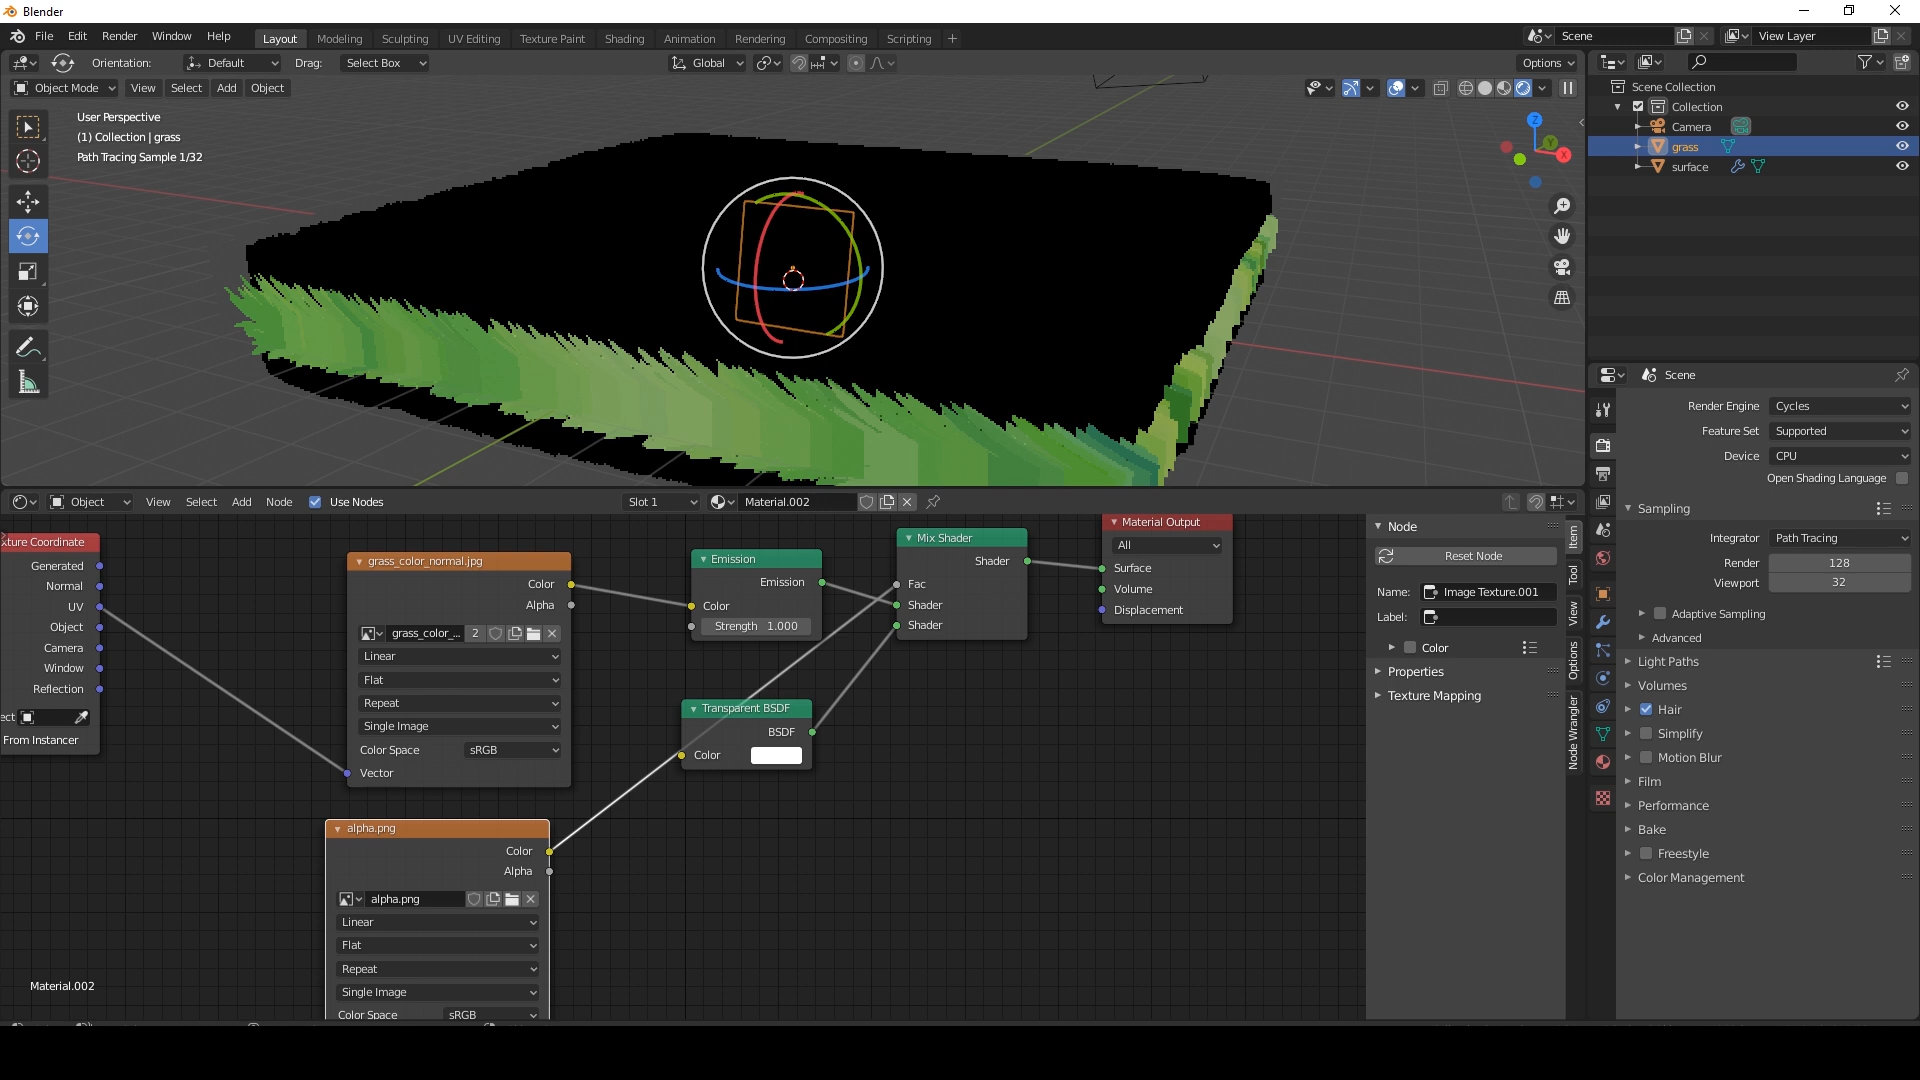 Blender
File Edit Render Window Help
Layout Modeling Sculpting UV Editing Texture Paint Shading Animation Rendering Compositing Scripting +
Scene
View Layer
Orientation: Default Drag: Select Box
Global
Options
Object Mode View Select Add Object
User Perspective
(1) Collection | grass
Path Tracing Sample 1/32
Z
Y
X
Scene Collection
Collection
Camera
grass
surface
Scene
Render Engine Cycles
Feature Set Supported
Device CPU
Open Shading Language
Sampling
Integrator Path Tracing
Render 128
Viewport 32
Adaptive Sampling
Advanced
Light Paths
Volumes
Hair
Simplify
Motion Blur
Film
Performance
Bake
Freestyle
Color Management
Object View Select Add Node Use Nodes
Slot 1
Material.002
xture Coordinate
Generated
Normal
UV
Object
Camera
Window
Reflection
ect
From Instancer
grass_color_normal.jpg
Color
Alpha
grass_color_... 2
Linear
Flat
Repeat
Single Image
Color Space sRGB
Vector
alpha.png
Color
Alpha
alpha.png
Linear
Flat
Repeat
Single Image
Color Space sRGB
Emission
Emission
Color
Strength 1.000
Transparent BSDF
BSDF
Color
Mix Shader
Shader
Fac
Shader
Shader
Material Output
All
Surface
Volume
Displacement
Node
Reset Node
Name: Image Texture.001
Label:
Color
Properties
Texture Mapping
Item
Tool
View
Options
Node Wrangler
Material.002